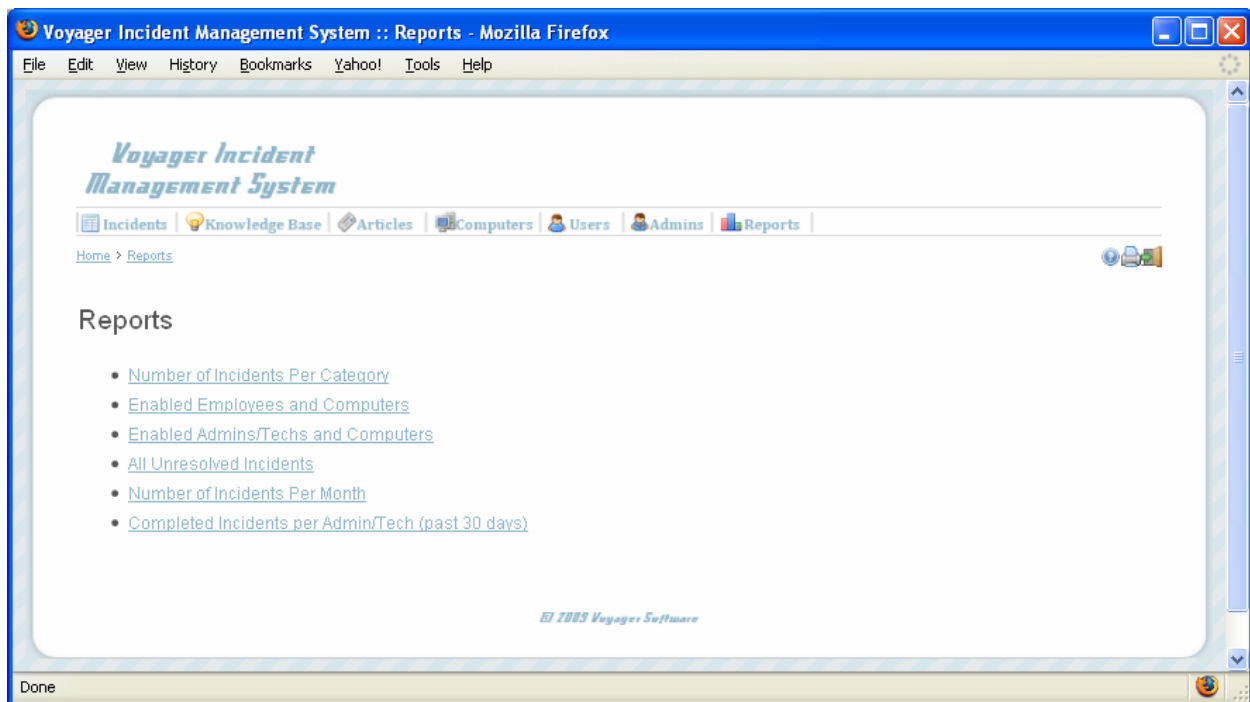 Voyager Incident Management System :: Reports - Mozilla Firefox
File Edit View History Bookmarks Yahoo! Tools Help
Voyager Incident
Management System
Incidents Knowledge Base Articles Computers Users Admins Reports
Home > Reports
Reports
• Number of Incidents Per Category
• Enabled Employees and Computers
• Enabled Admins/Techs and Computers
• All Unresolved Incidents
• Number of Incidents Per Month
• Completed Incidents per Admin/Tech (past 30 days)
© 2009 Voyager Software
Done